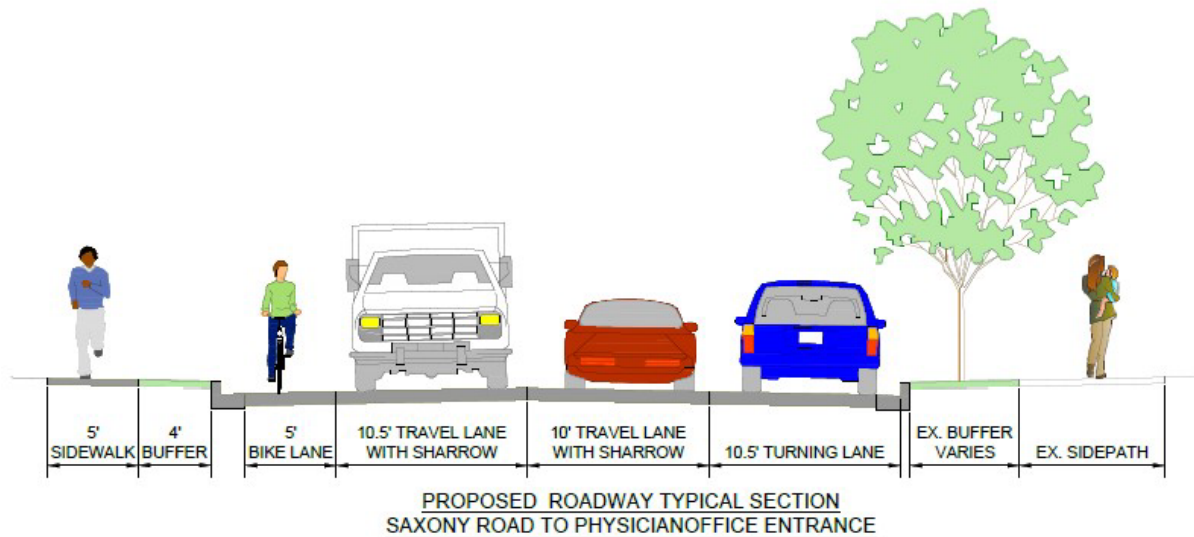 5'
SIDEWALK
4'
BUFFER
5'
BIKE LANE
10.5' TRAVEL LANE
WITH SHARROW
10' TRAVEL LANE
WITH SHARROW
10.5' TURNING LANE
EX. BUFFER
VARIES
EX. SIDEPATH
PROPOSED ROADWAY TYPICAL SECTION
SAXONY ROAD TO PHYSICIANOFFICE ENTRANCE